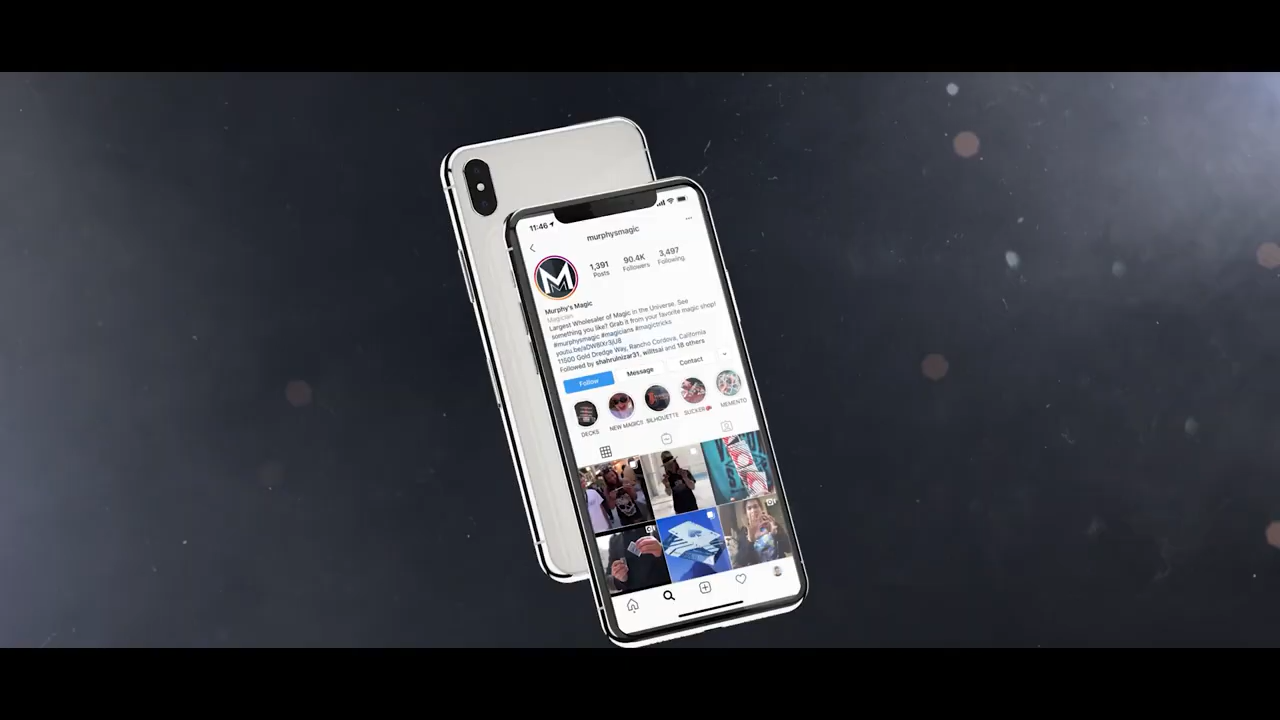 11:46
murphysmagic
1,391 90.4K 3,497
Posts Followers Following
M
Murphy's Magic
Magician
Largest Wholesaler of Magic in the Universe. See
something you like? Grab it from your favorite magic shop!
#murphysmagic #magicians #magictricks
11500 Gold Dredge Way, Rancho Cordova, California
Followed by shahrulnizar31, willtsai and 18 others
Follow Message Contact
DECKS NEW MAGIC!! SILHOUETTE SUCKER MEMENTO